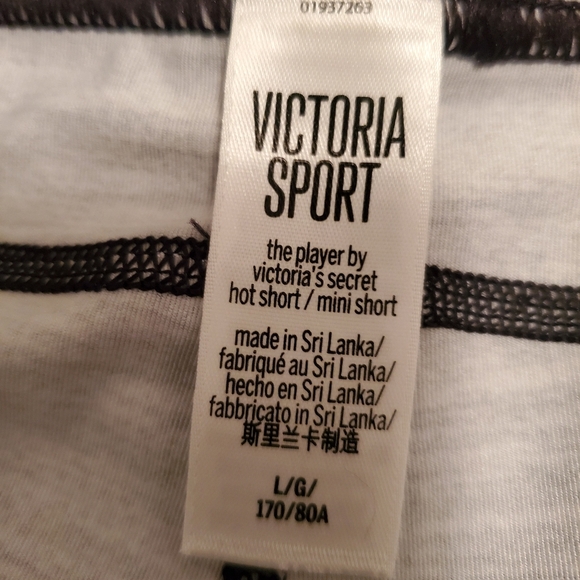 01937263
VICTORIA
SPORT
the player by
victoria's secret
hot short / mini short
made in Sri Lanka/
fabriqué au Sri Lanka/
hecho en Sri Lanka/
fabbricato in Sri Lanka/
斯里兰卡制造
L/G/
170/80A